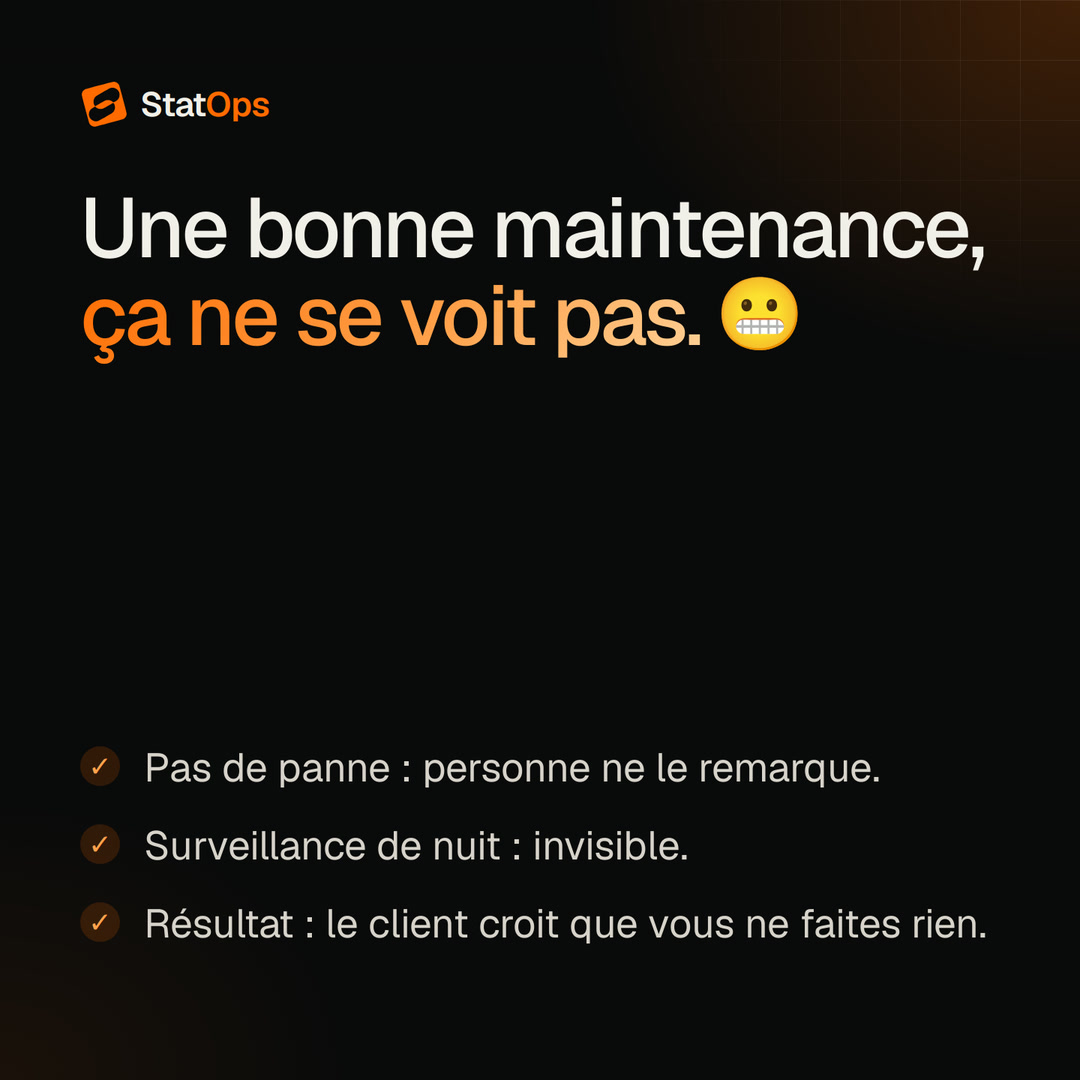 StatOps
Une bonne maintenance,
ça ne se voit pas. 😬
✓ Pas de panne : personne ne le remarque.
✓ Surveillance de nuit : invisible.
✓ Résultat : le client croit que vous ne faites rien.